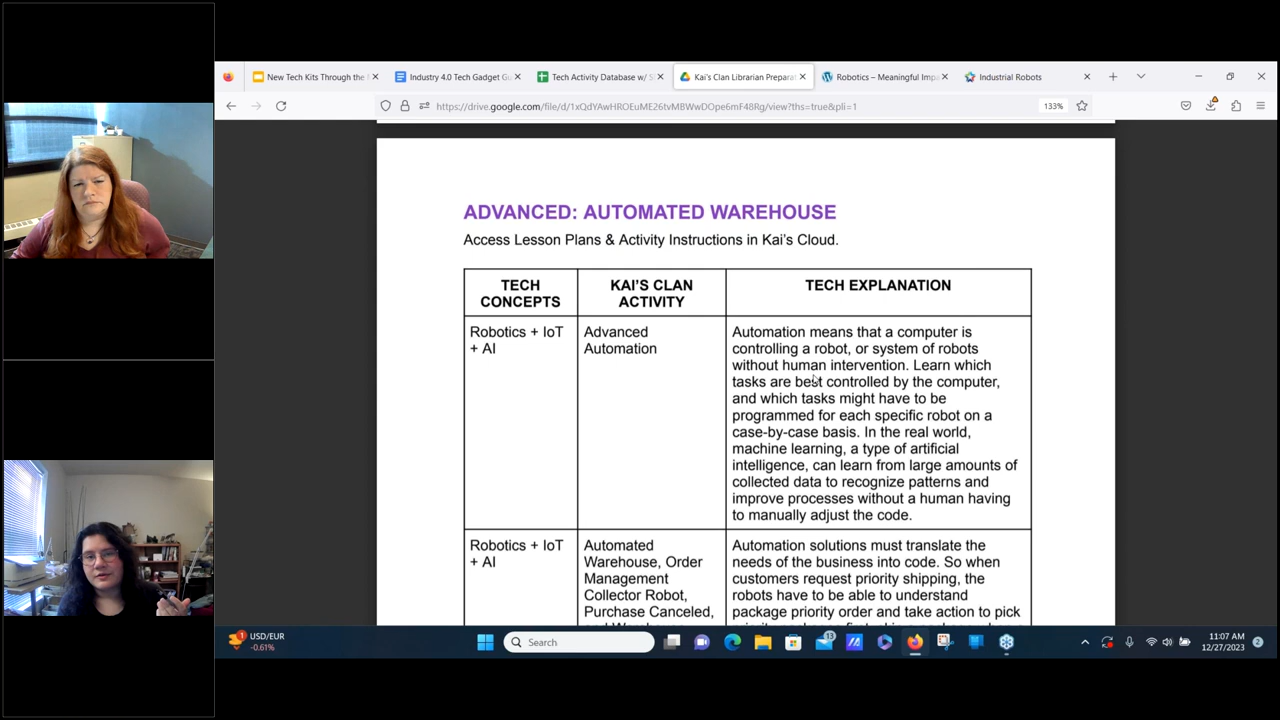 New Tech Kits Through the
Industry 4.0 Tech Gadget Gu
Tech Activity Database w/ S
Kai's Clan Librarian Preparat
Robotics – Meaningful Impa
Industrial Robots
https://drive.google.com/file/d/1xQdYAwHROEuME26tvMBWwDOpe6mF48Rg/view?ths=true&pli=1
133%
ADVANCED: AUTOMATED WAREHOUSE
Access Lesson Plans & Activity Instructions in Kai's Cloud.
TECH
CONCEPTS
KAI'S CLAN
ACTIVITY
TECH EXPLANATION
Robotics + IoT
+ AI
Advanced
Automation
Automation means that a computer is
controlling a robot, or system of robots
without human intervention. Learn which
tasks are best controlled by the computer,
and which tasks might have to be
programmed for each specific robot on a
case-by-case basis. In the real world,
machine learning, a type of artificial
intelligence, can learn from large amounts of
collected data to recognize patterns and
improve processes without a human having
to manually adjust the code.
Robotics + IoT
+ AI
Automated
Warehouse, Order
Management
Collector Robot,
Purchase Canceled,
Automation solutions must translate the
needs of the business into code. So when
customers request priority shipping, the
robots have to be able to understand
package priority order and take action to pick
1
USD/EUR
-0.61%
Search
13
11:07 AM
12/27/2023
2